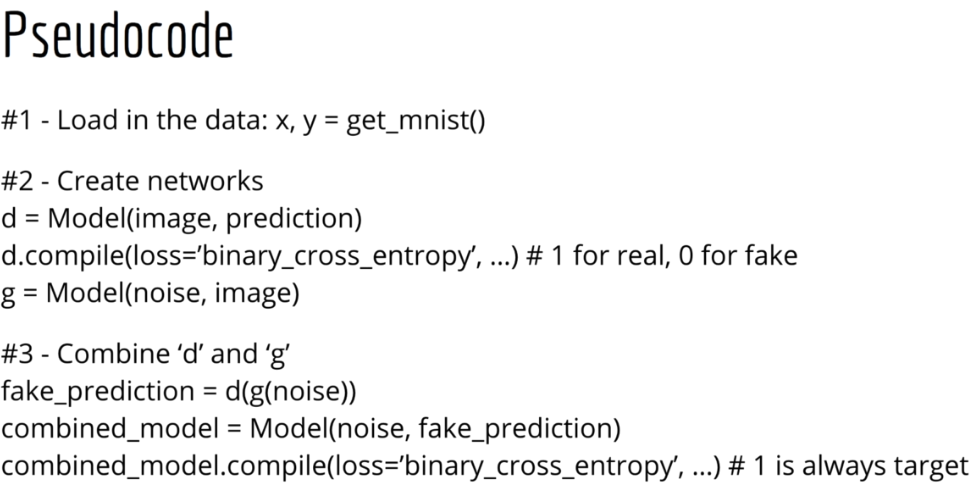 Pseudocode
#1 - Load in the data: x, y = get_mnist()
#2 - Create networks
d = Model(image, prediction)
d.compile(loss=’binary_cross_entropy’, ...) # 1 for real, 0 for fake
g = Model(noise, image)
#3 - Combine ‘d’ and ‘g’
fake_prediction = d(g(noise))
combined_model = Model(noise, fake_prediction)
combined_model.compile(loss=’binary_cross_entropy’, ...) # 1 is always target